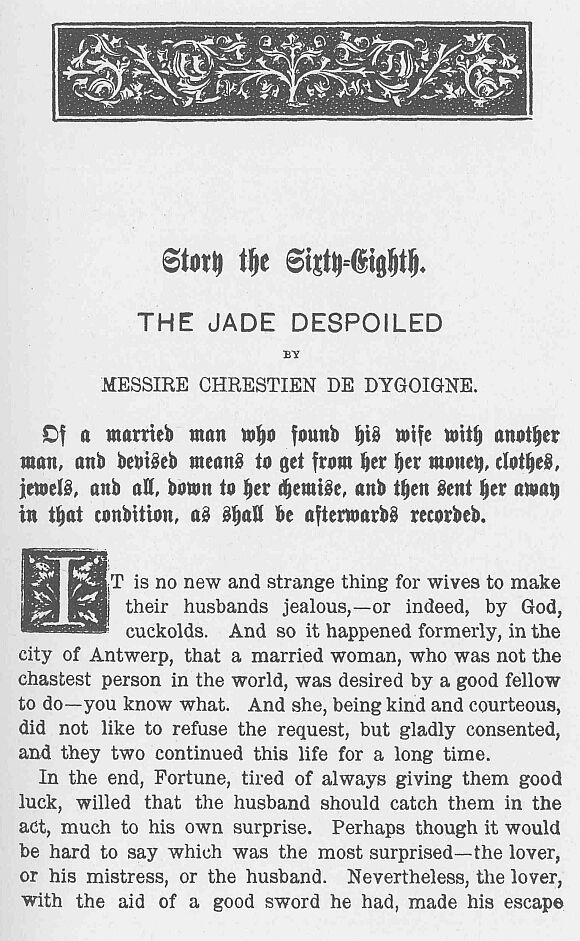 Story the Sixty-Eighth.
THE JADE DESPOILED
BY
MESSIRE CHRESTIEN DE DYGOIGNE.
Of a married man who found his wife with another
man, and devised means to get from her her money, clothes,
jewels, and all, down to her chemise, and then sent her away
in that condition, as shall be afterwards recorded.
IT is no new and strange thing for wives to make
their husbands jealous,—or indeed, by God,
cuckolds. And so it happened formerly, in the
city of Antwerp, that a married woman, who was not the
chastest person in the world, was desired by a good fellow
to do—you know what. And she, being kind and courteous,
did not like to refuse the request, but gladly consented,
and they two continued this life for a long time.
In the end, Fortune, tired of always giving them good
luck, willed that the husband should catch them in the
act, much to his own surprise. Perhaps though it would
be hard to say which was the most surprised—the lover,
or his mistress, or the husband. Nevertheless, the lover,
with the aid of a good sword he had, made his escape